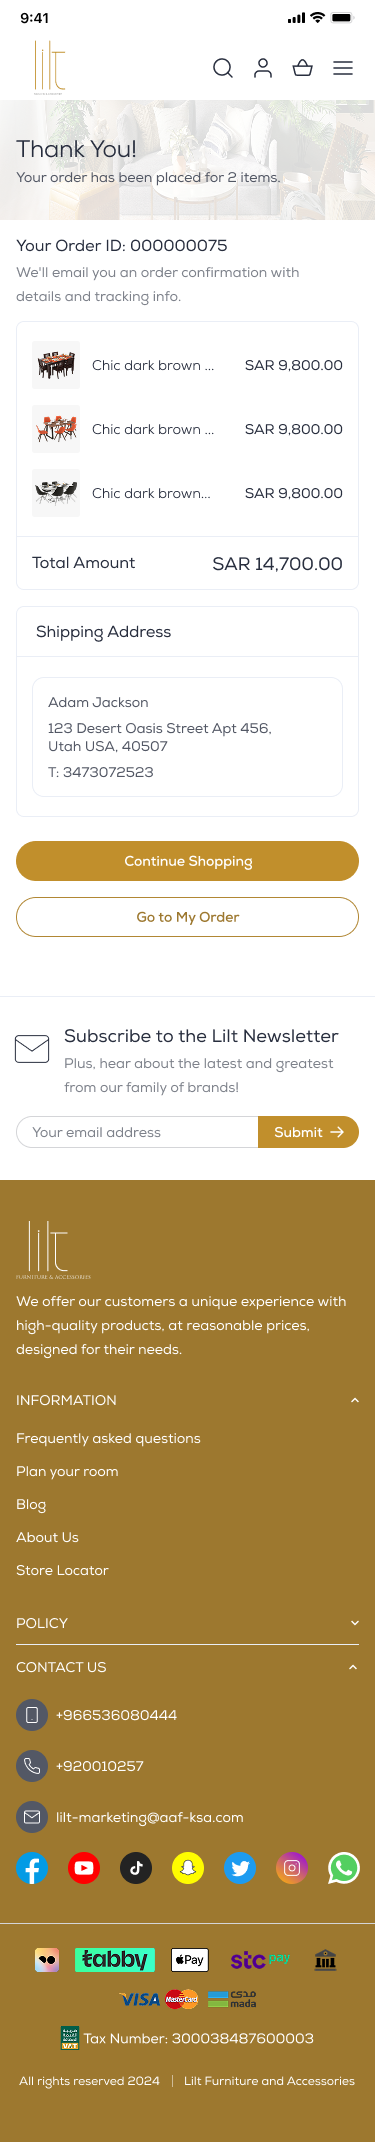 9:41
lilt
Thank You!
Your order has been placed for 2 items.
Your Order ID: 000000075
We'll email you an order confirmation with
details and tracking info.
Chic dark brown ... SAR 9,800.00
Chic dark brown ... SAR 9,800.00
Chic dark brown... SAR 9,800.00
Total Amount SAR 14,700.00
Shipping Address
Adam Jackson
123 Desert Oasis Street Apt 456,
Utah USA, 40507
T: 3473072523
Continue Shopping
Go to My Order
Subscribe to the Lilt Newsletter
Plus, hear about the latest and greatest
from our family of brands!
Your email address Submit
lilt
FURNITURE & ACCESSORIES
We offer our customers a unique experience with
high-quality products, at reasonable prices,
designed for their needs.
INFORMATION
Frequently asked questions
Plan your room
Blog
About Us
Store Locator
POLICY
CONTACT US
+966536080444
+920010257
lilt-marketing@aaf-ksa.com
tabby Pay stc pay
VISA MasterCard مدى mada
VAT Tax Number: 300038487600003
All rights reserved 2024 | Lilt Furniture and Accessories